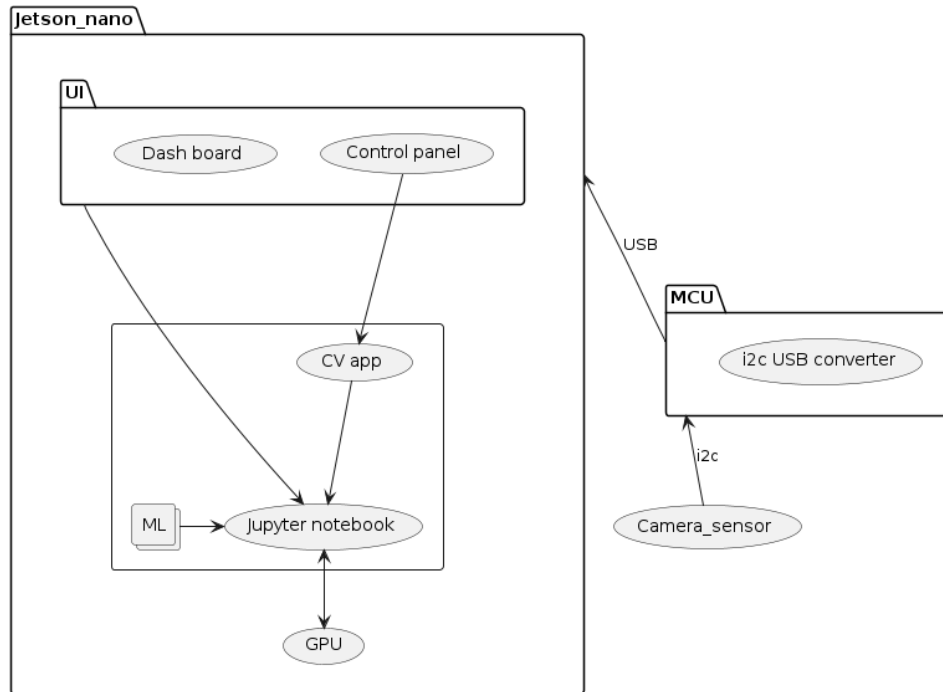 Jetson_nano
UI
Dash board
Control panel
USB
MCU
i2c USB converter
CV app
i2c
ML
Jupyter notebook
Camera_sensor
GPU